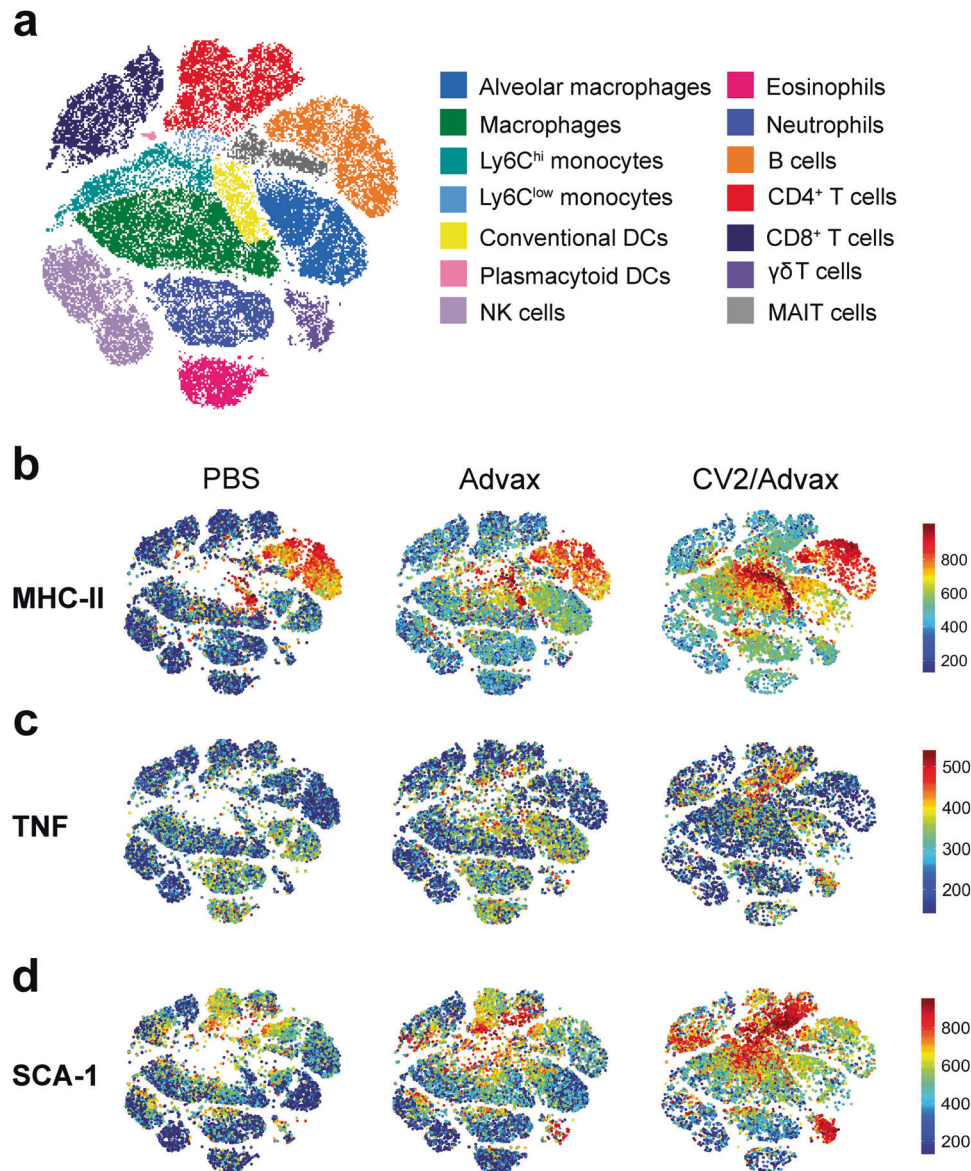 a
Alveolar macrophages
Macrophages
Ly6Cʰⁱ monocytes
Ly6Cˡᵒʷ monocytes
Conventional DCs
Plasmacytoid DCs
NK cells
Eosinophils
Neutrophils
B cells
CD4⁺ T cells
CD8⁺ T cells
γδ T cells
MAIT cells
b
PBS Advax CV2/Advax
MHC-II
800
600
400
200
c
TNF
500
400
300
200
d
SCA-1
800
600
400
200